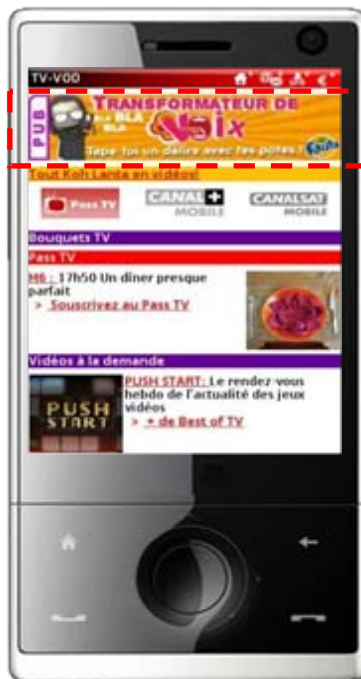 TV-VOD
PUB
BLA BLA
BLA
TRANSFORMATEUR DE
VOix
Tape toi un délire avec tes potes !
Fanta
Tout Koh Lanta en vidéos!
Pass TV
CANAL+
MOBILE
CANALSAT
MOBILE
Bouquets TV
Pass TV
M6 : 17h50 Un dîner presque
parfait
> Souscrivez au Pass TV
Vidéos à la demande
PUSH
START
PUSH START: Le rendez-vous
hebdo de l'actualité des jeux
vidéos
> + de Best of TV